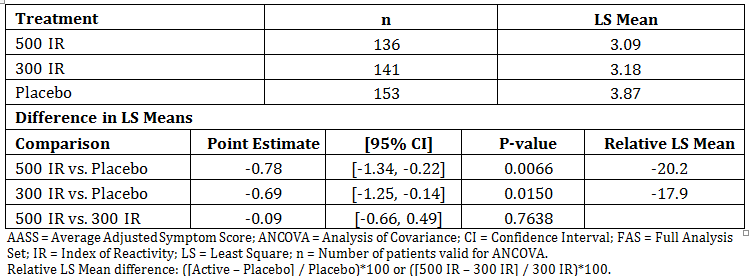 Treatment n LS Mean
500 IR 136 3.09
300 IR 141 3.18
Placebo 153 3.87
Difference in LS Means
Comparison Point Estimate [95% CI] P-value Relative LS Mean
500 IR vs. Placebo -0.78 [-1.34, -0.22] 0.0066 -20.2
300 IR vs. Placebo -0.69 [-1.25, -0.14] 0.0150 -17.9
500 IR vs. 300 IR -0.09 [-0.66, 0.49] 0.7638
AASS = Average Adjusted Symptom Score; ANCOVA = Analysis of Covariance; CI = Confidence Interval; FAS = Full Analysis
Set; IR = Index of Reactivity; LS = Least Square; n = Number of patients valid for ANCOVA.
Relative LS Mean difference: ([Active – Placebo] / Placebo)*100 or ([500 IR – 300 IR] / 300 IR)*100.